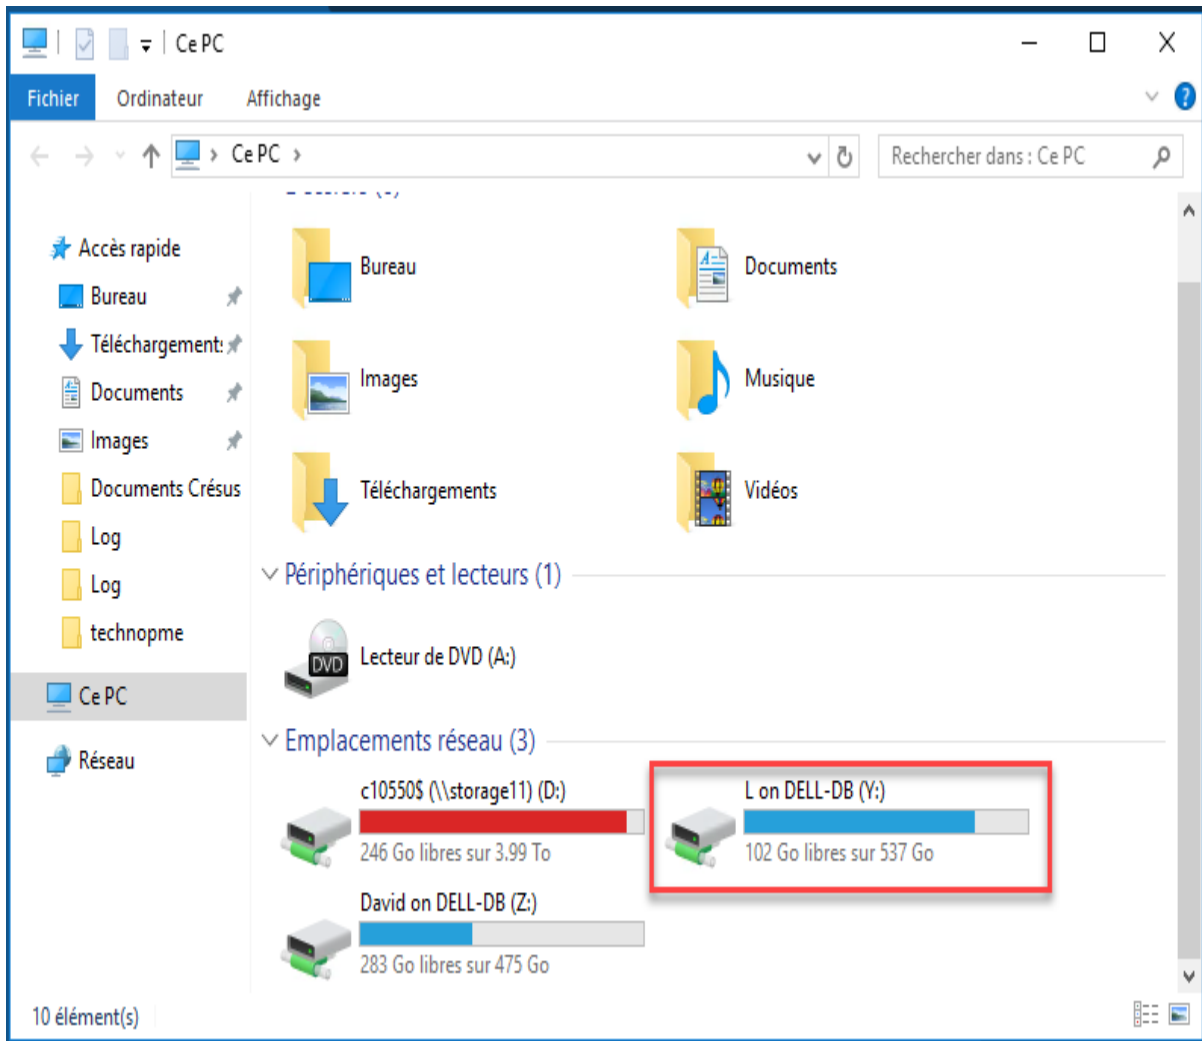 Ce PC
Fichier Ordinateur Affichage
Ce PC
Rechercher dans : Ce PC
Accès rapide
Bureau
Téléchargements
Documents
Images
Documents Crésus
Log
Log
technopme
Ce PC
Réseau
Bureau
Documents
Images
Musique
Téléchargements
Vidéos
Périphériques et lecteurs (1)
DVD
Lecteur de DVD (A:)
Emplacements réseau (3)
c10550$ (\\storage11) (D:)
246 Go libres sur 3.99 To
L on DELL-DB (Y:)
102 Go libres sur 537 Go
David on DELL-DB (Z:)
283 Go libres sur 475 Go
10 élément(s)